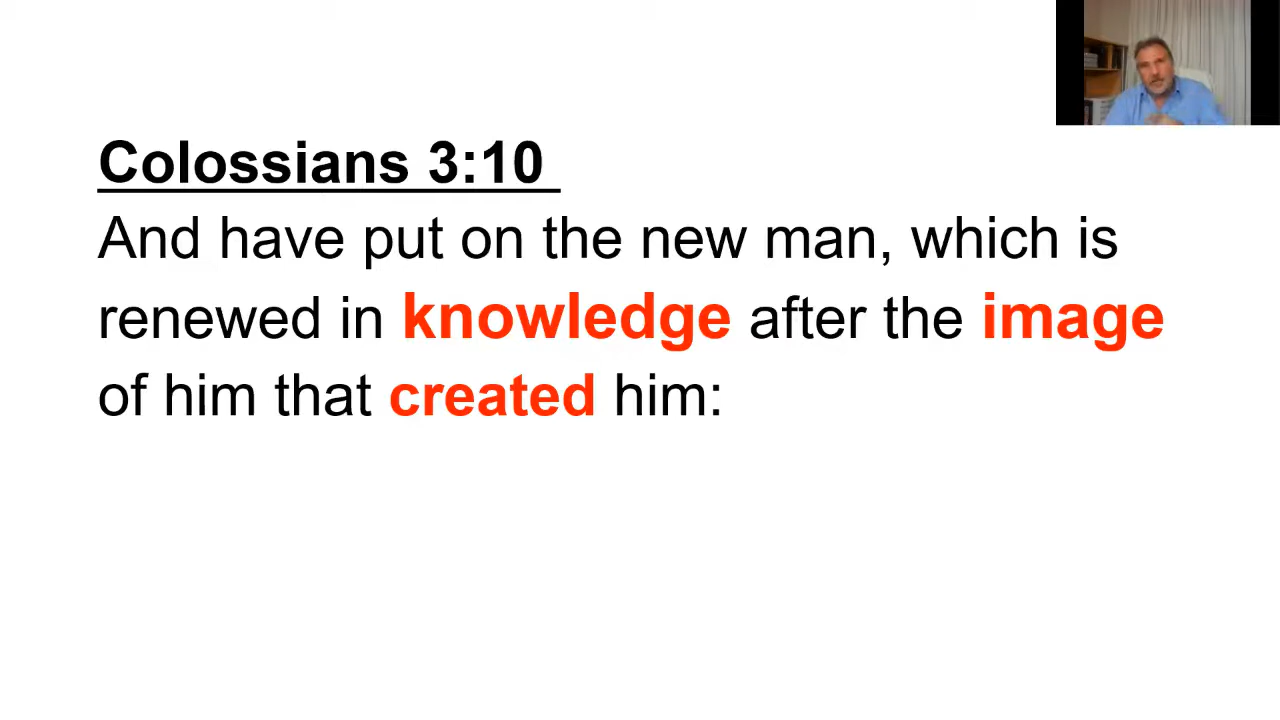 Colossians 3:10
And have put on the new man, which is
renewed in knowledge after the image
of him that created him: